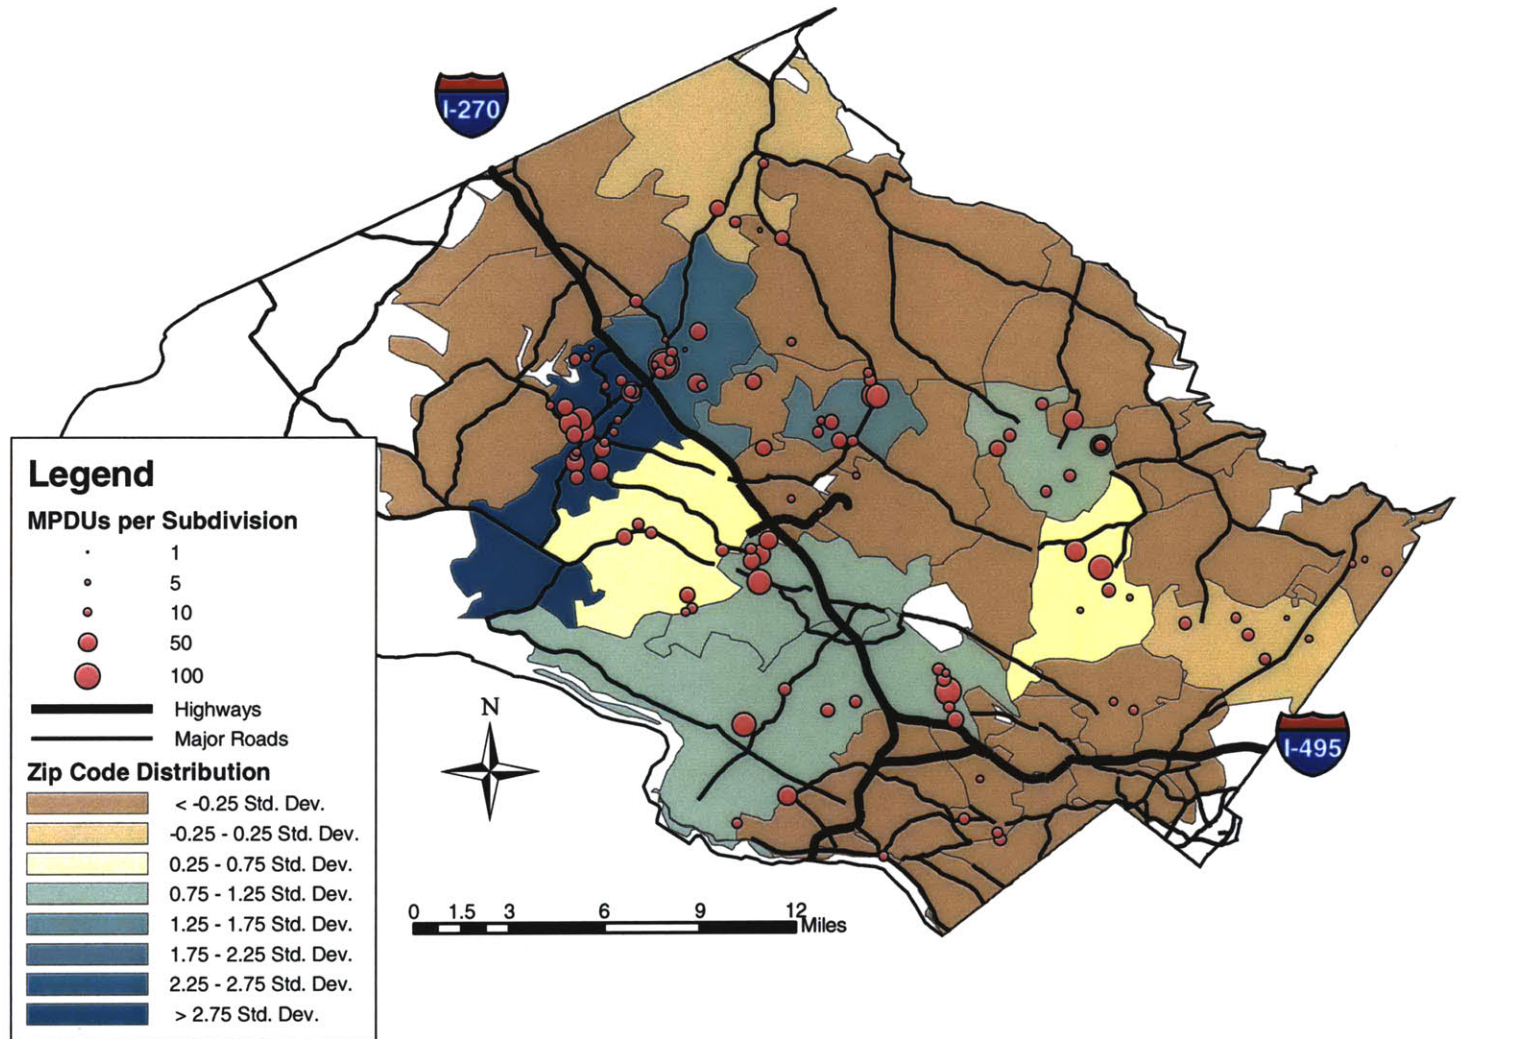 I-270
Legend
MPDUs per Subdivision
1
5
10
50
100
Highways
Major Roads
Zip Code Distribution
< -0.25 Std. Dev.
-0.25 - 0.25 Std. Dev.
0.25 - 0.75 Std. Dev.
0.75 - 1.25 Std. Dev.
1.25 - 1.75 Std. Dev.
1.75 - 2.25 Std. Dev.
2.25 - 2.75 Std. Dev.
> 2.75 Std. Dev.
N
I-495
0 1.5 3 6 9 12
Miles